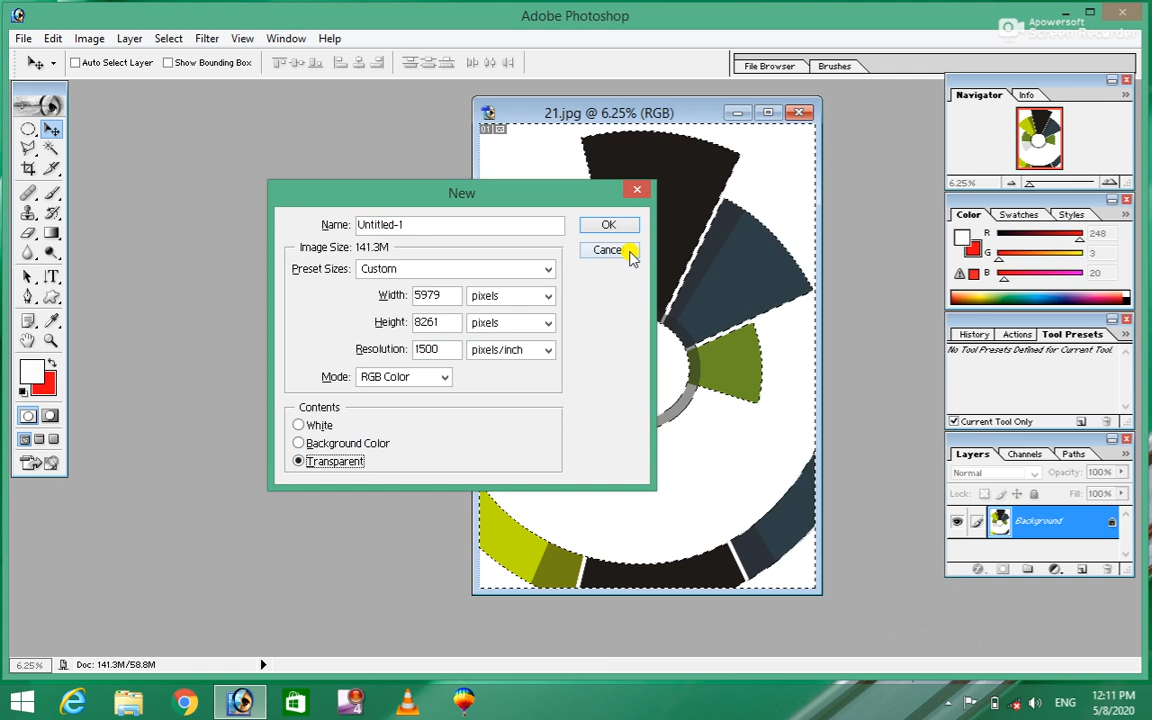 Adobe Photoshop
Apowersoft
Screen Recorder
File Edit Image Layer Select Filter View Window Help
Auto Select Layer Show Bounding Box
File Browser Brushes
21.jpg @ 6.25% (RGB)
01
Navigator Info
6.25%
New
Name: Untitled-1 OK
Image Size: 141.3M Cancel
Preset Sizes: Custom
Width: 5979 pixels
Height: 8261 pixels
Resolution: 1500 pixels/inch
Mode: RGB Color
Contents
White
Background Color
Transparent
Color Swatches Styles
R 248
G 3
B 20
History Actions Tool Presets
No Tool Presets Defined for Current Tool.
Current Tool Only
Layers Channels Paths
Normal Opacity: 100%
Lock: Fill: 100%
Background
6.25% Doc: 141.3M/58.8M
4
ENG
12:11 PM
5/8/2020